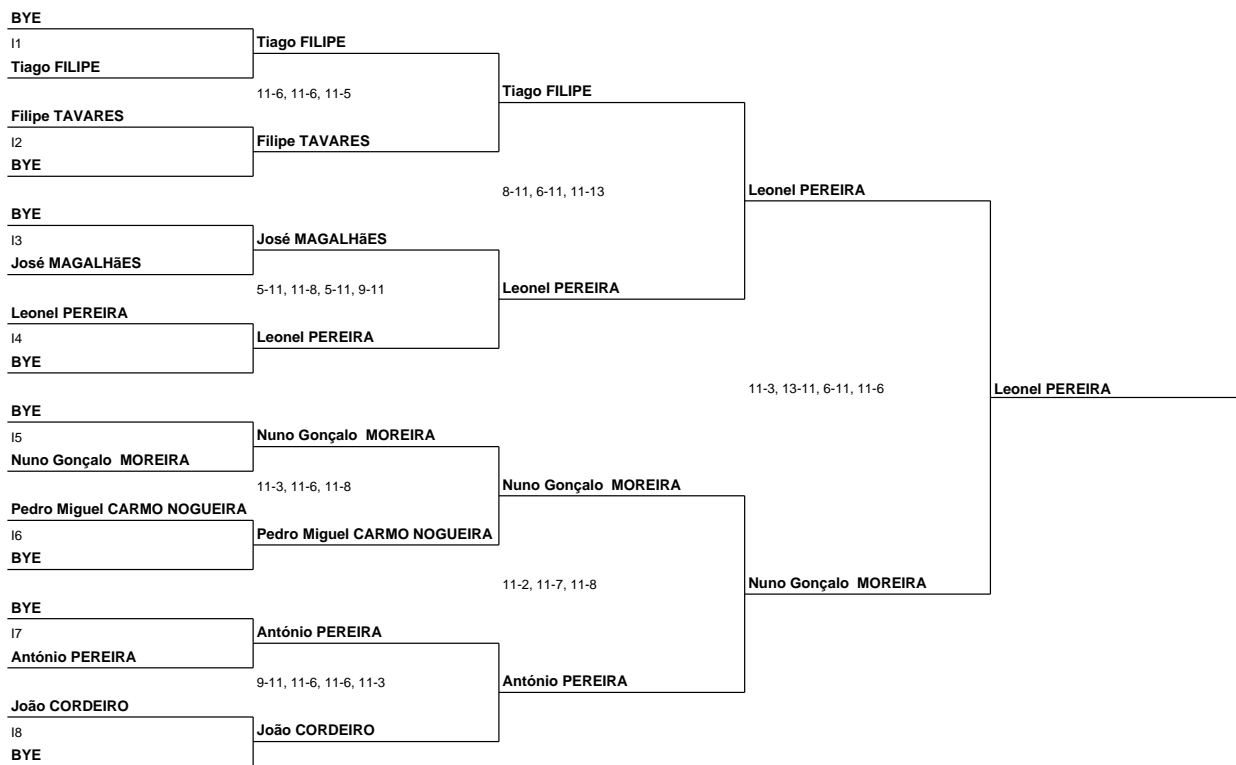 BYE
I1
Tiago FILIPE
Tiago FILIPE
11-6, 11-6, 11-5
Tiago FILIPE
Filipe TAVARES
I2
Filipe TAVARES
BYE
8-11, 6-11, 11-13
Leonel PEREIRA
BYE
I3
José MAGALHãES
José MAGALHãES
5-11, 11-8, 5-11, 9-11
Leonel PEREIRA
Leonel PEREIRA
I4
Leonel PEREIRA
BYE
11-3, 13-11, 6-11, 11-6
Leonel PEREIRA
BYE
I5
Nuno Gonçalo  MOREIRA
Nuno Gonçalo  MOREIRA
11-3, 11-6, 11-8
Nuno Gonçalo  MOREIRA
Pedro Miguel CARMO NOGUEIRA
I6
Pedro Miguel CARMO NOGUEIRA
BYE
11-2, 11-7, 11-8
Nuno Gonçalo  MOREIRA
BYE
I7
António PEREIRA
António PEREIRA
9-11, 11-6, 11-6, 11-3
António PEREIRA
João CORDEIRO
I8
João CORDEIRO
BYE